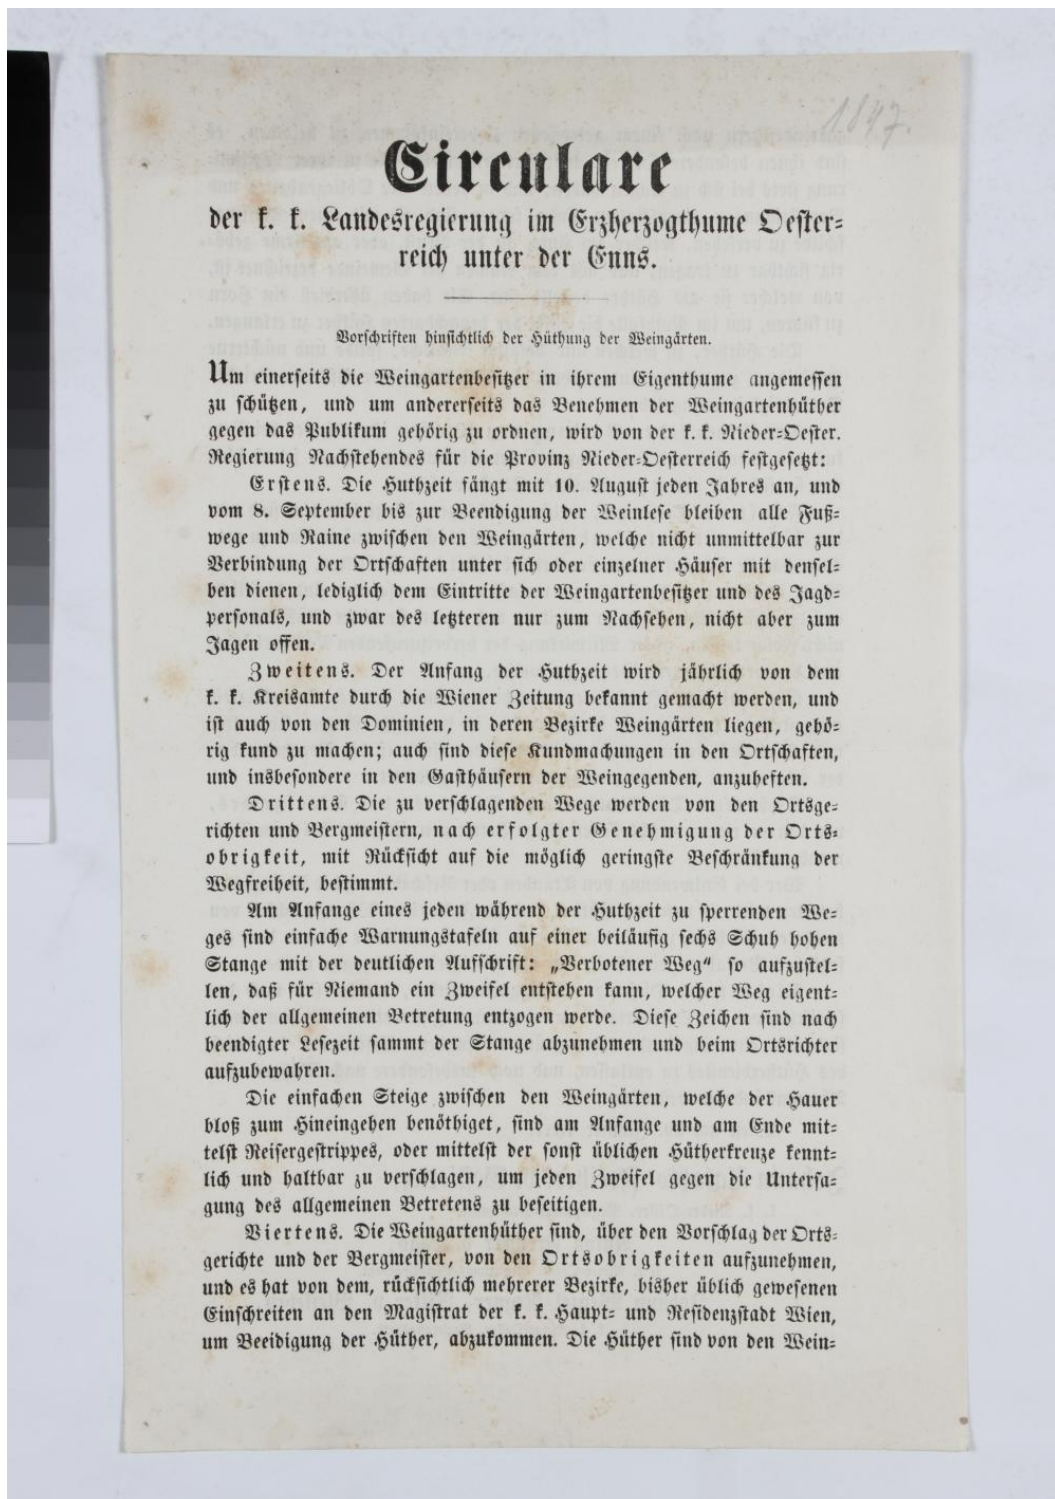 1847.
Circulare
der k. k. Landesregierung im Erzherzogthume Oester-
reich unter der Enns.
Vorschriften hinsichtlich der Hüthung der Weingärten.
Um einerseits die Weingartenbesitzer in ihrem Eigenthume angemessen
zu schützen, und um andererseits das Benehmen der Weingartenhüther
gegen das Publikum gehörig zu ordnen, wird von der k. k. Nieder-Oester.
Regierung Nachstehendes für die Provinz Nieder-Oesterreich festgesetzt:
Erstens. Die Huthzeit fängt mit 10. August jeden Jahres an, und
vom 8. September bis zur Beendigung der Weinlese bleiben alle Fuß-
wege und Raine zwischen den Weingärten, welche nicht unmittelbar zur
Verbindung der Ortschaften unter sich oder einzelner Häuser mit densel-
ben dienen, lediglich dem Eintritte der Weingartenbesitzer und des Jagd-
personals, und zwar des letzteren nur zum Nachsehen, nicht aber zum
Jagen offen.
Zweitens. Der Anfang der Huthzeit wird jährlich von dem
k. k. Kreisamte durch die Wiener Zeitung bekannt gemacht werden, und
ist auch von den Dominien, in deren Bezirke Weingärten liegen, gehö-
rig kund zu machen; auch sind diese Kundmachungen in den Ortschaften,
und insbesondere in den Gasthäusern der Weingegenden, anzuheften.
Drittens. Die zu verschlagenden Wege werden von den Ortsge-
richten und Bergmeistern, nach erfolgter Genehmigung der Orts-
obrigkeit, mit Rücksicht auf die möglich geringste Beschränkung der
Wegfreiheit, bestimmt.
Am Anfange eines jeden während der Huthzeit zu sperrenden We-
ges sind einfache Warnungstafeln auf einer beiläufig sechs Schuh hohen
Stange mit der deutlichen Aufschrift: „Verbotener Weg“ so aufzustel-
len, daß für Niemand ein Zweifel entstehen kann, welcher Weg eigent-
lich der allgemeinen Betretung entzogen werde. Diese Zeichen sind nach
beendigter Lesezeit sammt der Stange abzunehmen und beim Ortsrichter
aufzubewahren.
Die einfachen Steige zwischen den Weingärten, welche der Hauer
bloß zum Hineingehen benöthiget, sind am Anfange und am Ende mit-
telst Reisergestrippes, oder mittelst der sonst üblichen Hütherkreuze kennt-
lich und haltbar zu verschlagen, um jeden Zweifel gegen die Untersa-
gung des allgemeinen Betretens zu beseitigen.
Viertens. Die Weingartenhüther sind, über den Vorschlag der Orts-
gerichte und der Bergmeister, von den Ortsobrigkeiten aufzunehmen,
und es hat von dem, rücksichtlich mehrerer Bezirke, bisher üblich gewesenen
Einschreiten an den Magistrat der k. k. Haupt- und Residenzstadt Wien,
um Beeidigung der Hüther, abzukommen. Die Hüther sind von den Wein-